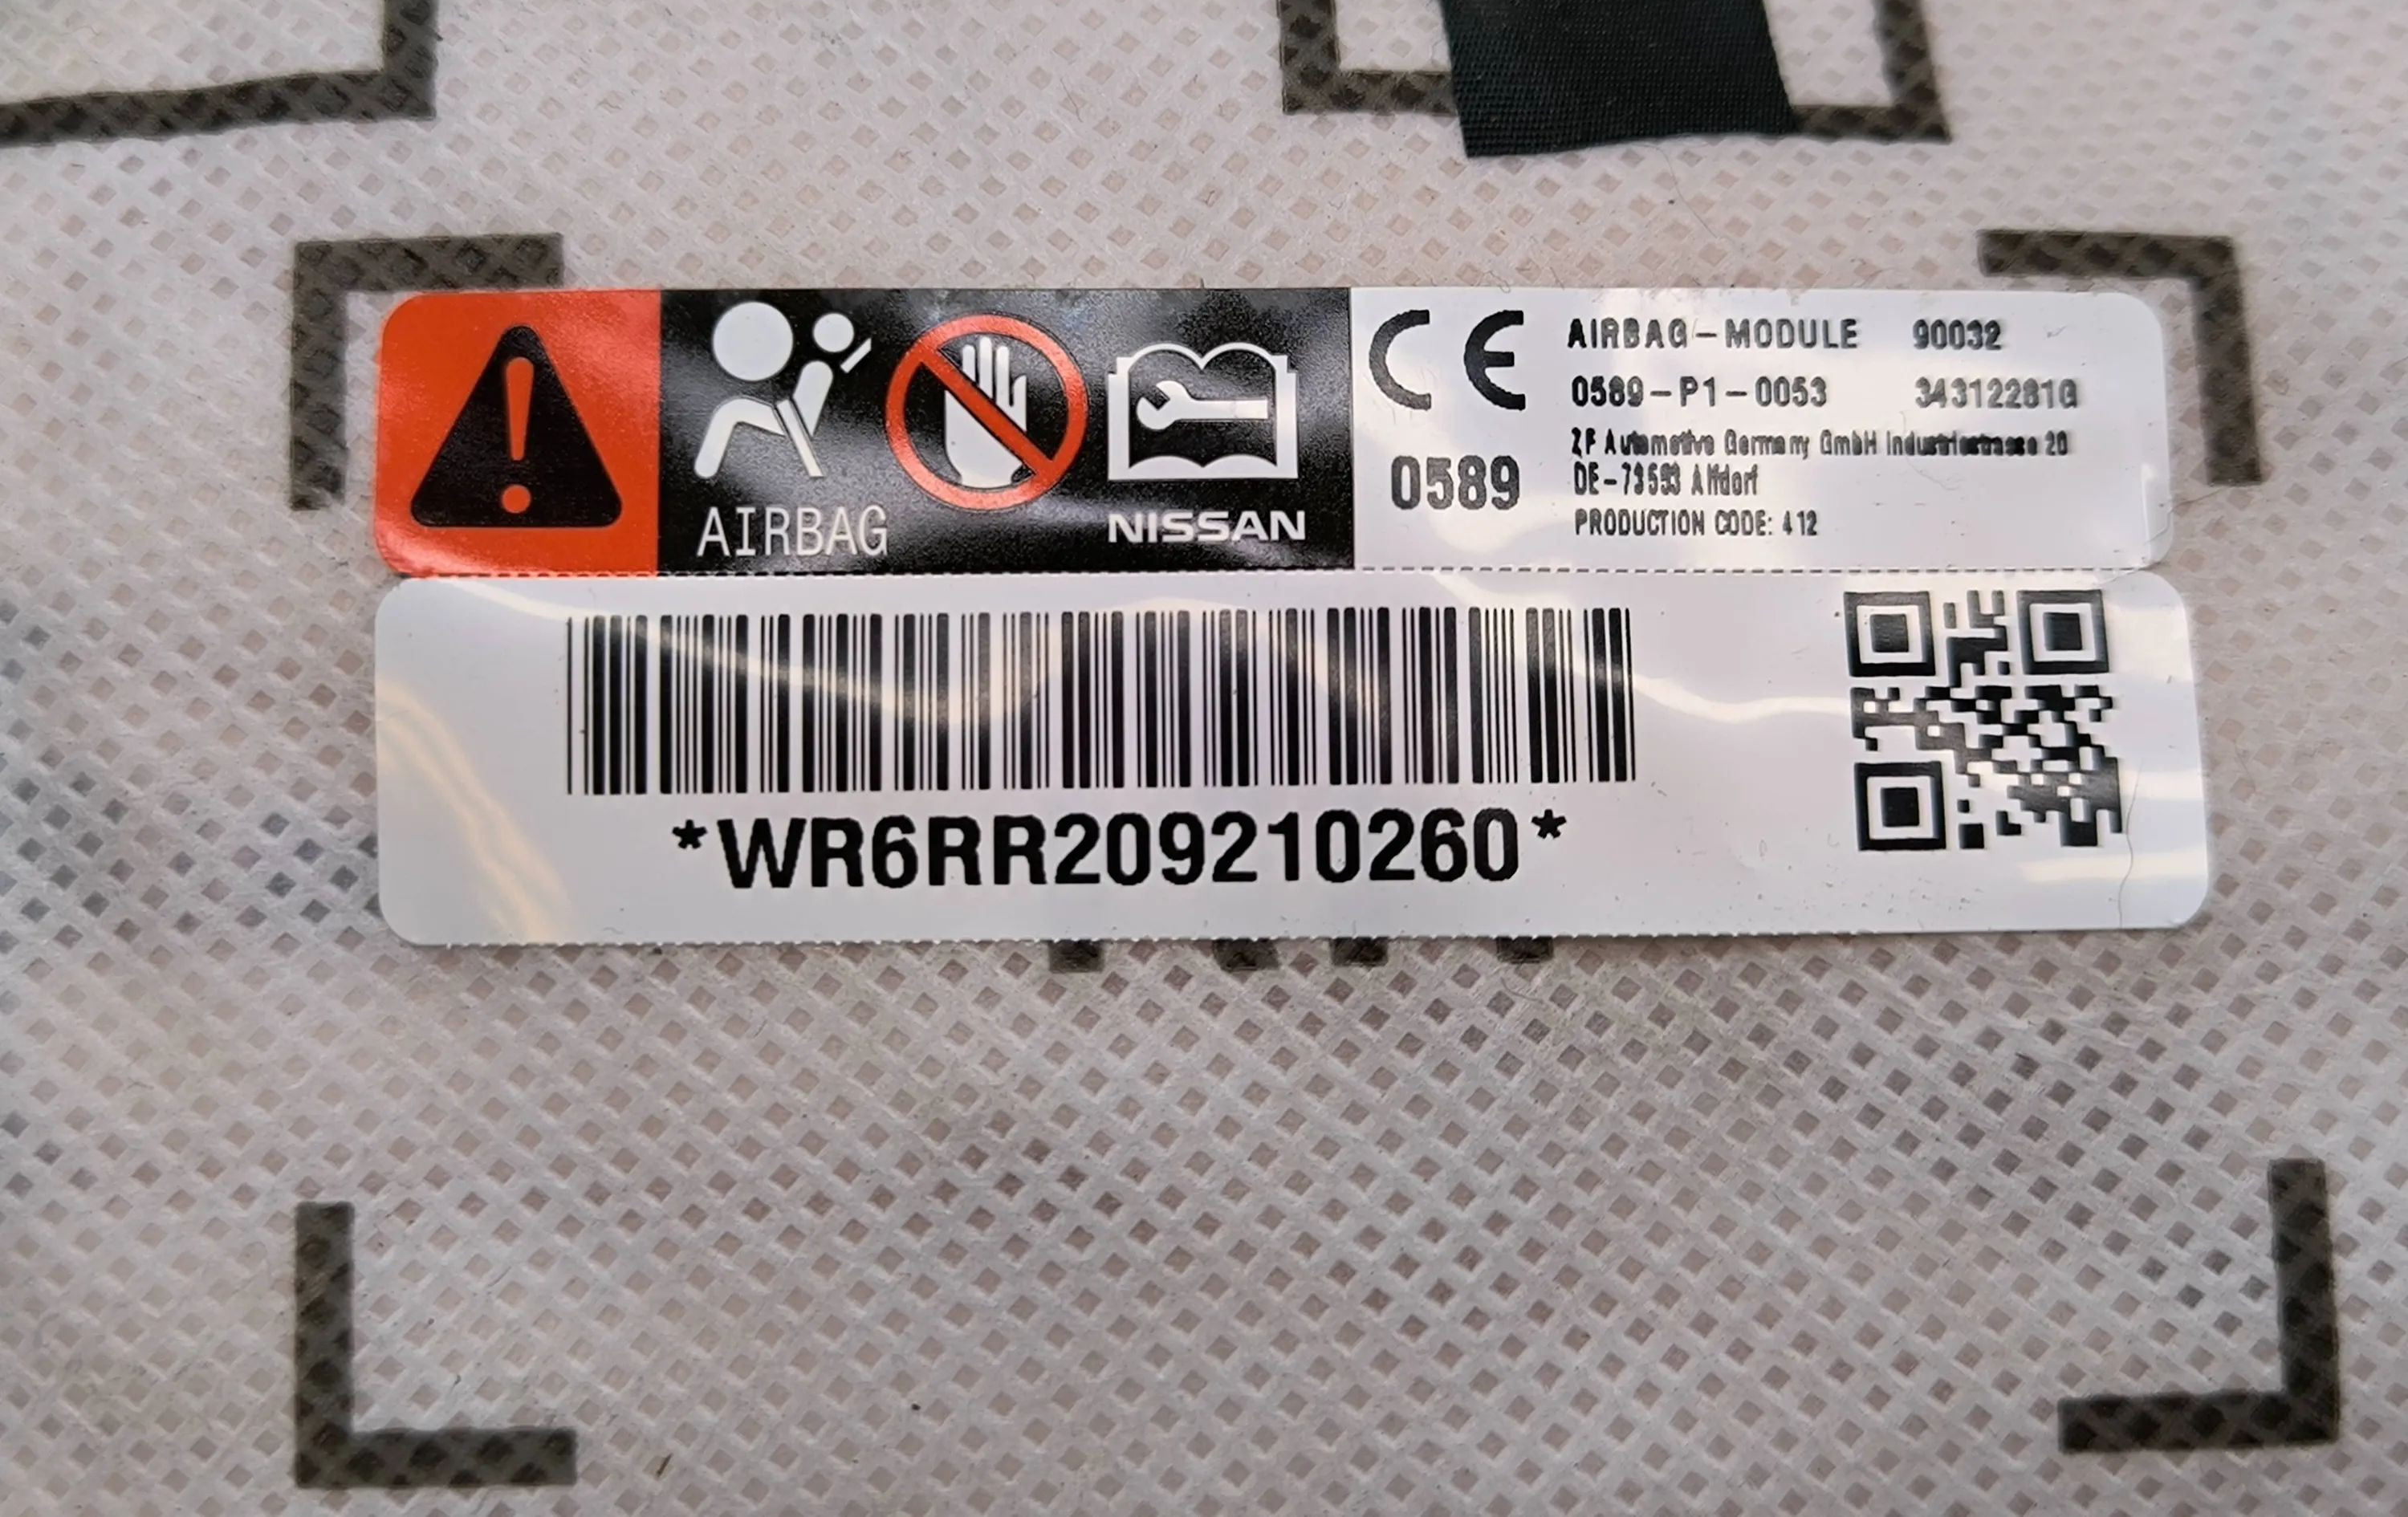 AIRBAG
NISSAN
CE
0589
AIRBAG-MODULE 90032
0589-P1-0053 34312281G
ZF Automotive Germany GmbH Industriestrasse 20
DE-73553 Alfdorf
PRODUCTION CODE: 412
*WR6RR209210260*